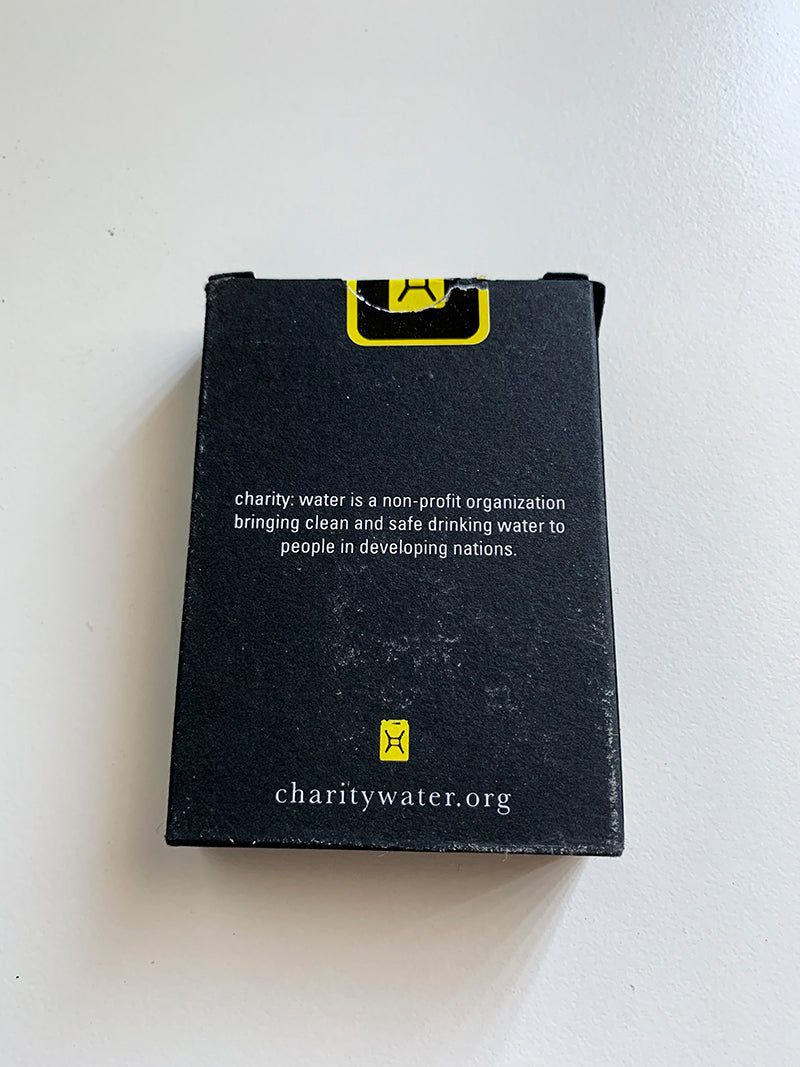 charity: water is a non-profit organization
bringing clean and safe drinking water to
people in developing nations.
charitywater.org